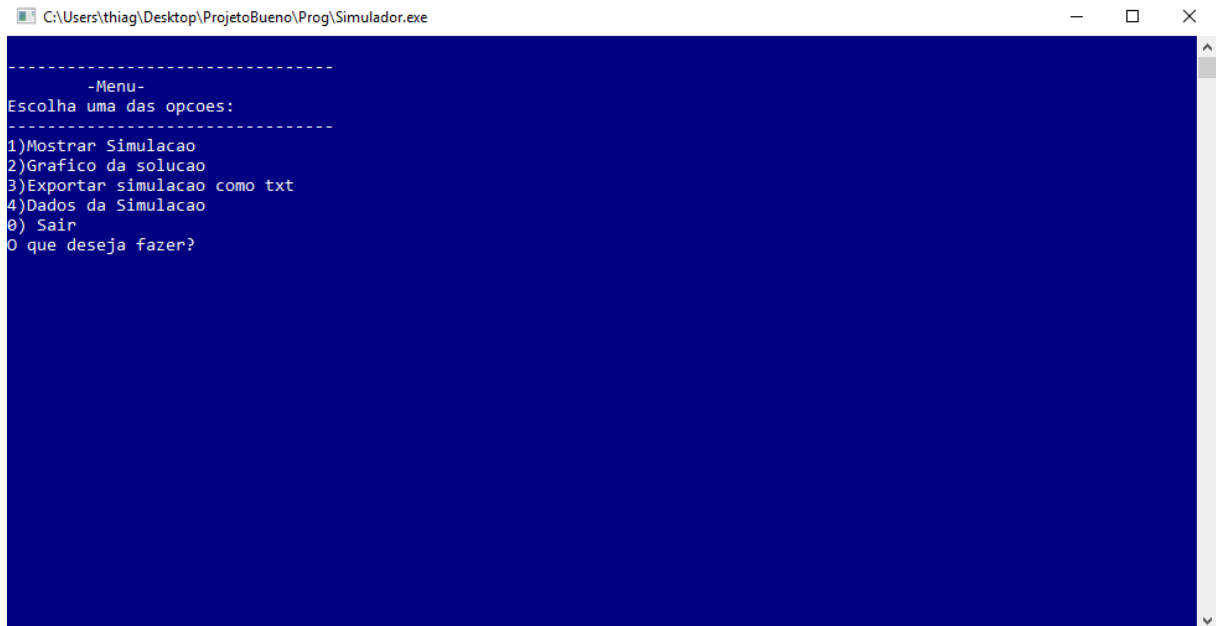 C:\Users\thiag\Desktop\ProjetoBueno\Prog\Simulador.exe
---------------------------------
-Menu-
Escolha uma das opcoes:
---------------------------------
1)Mostrar Simulacao
2)Grafico da solucao
3)Exportar simulacao como txt
4)Dados da Simulacao
0) Sair
O que deseja fazer?